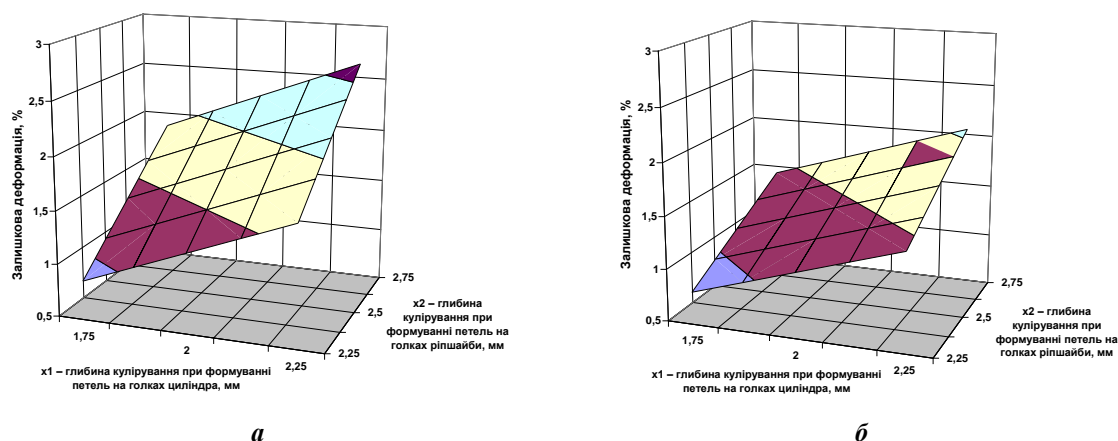 3
2,5
2
1,5
1
0,5
Залишкова деформація, %
1,75
2
2,25
2,25
2,5
2,75
x1 – глибина кулірування при формуванні
петель на голках циліндра, мм
x2 – глибина
кулірування при
формуванні петель на
голках ріпшайби, мм
а
3
2,5
2
1,5
1
0,5
Залишкова деформація, %
1,75
2
2,25
2,25
2,5
2,75
x1 – глибина кулірування при формуванні
петель на голках циліндра, мм
x2 – глибина
кулірування при
формуванні петель на
голках ріпшайби, мм
б